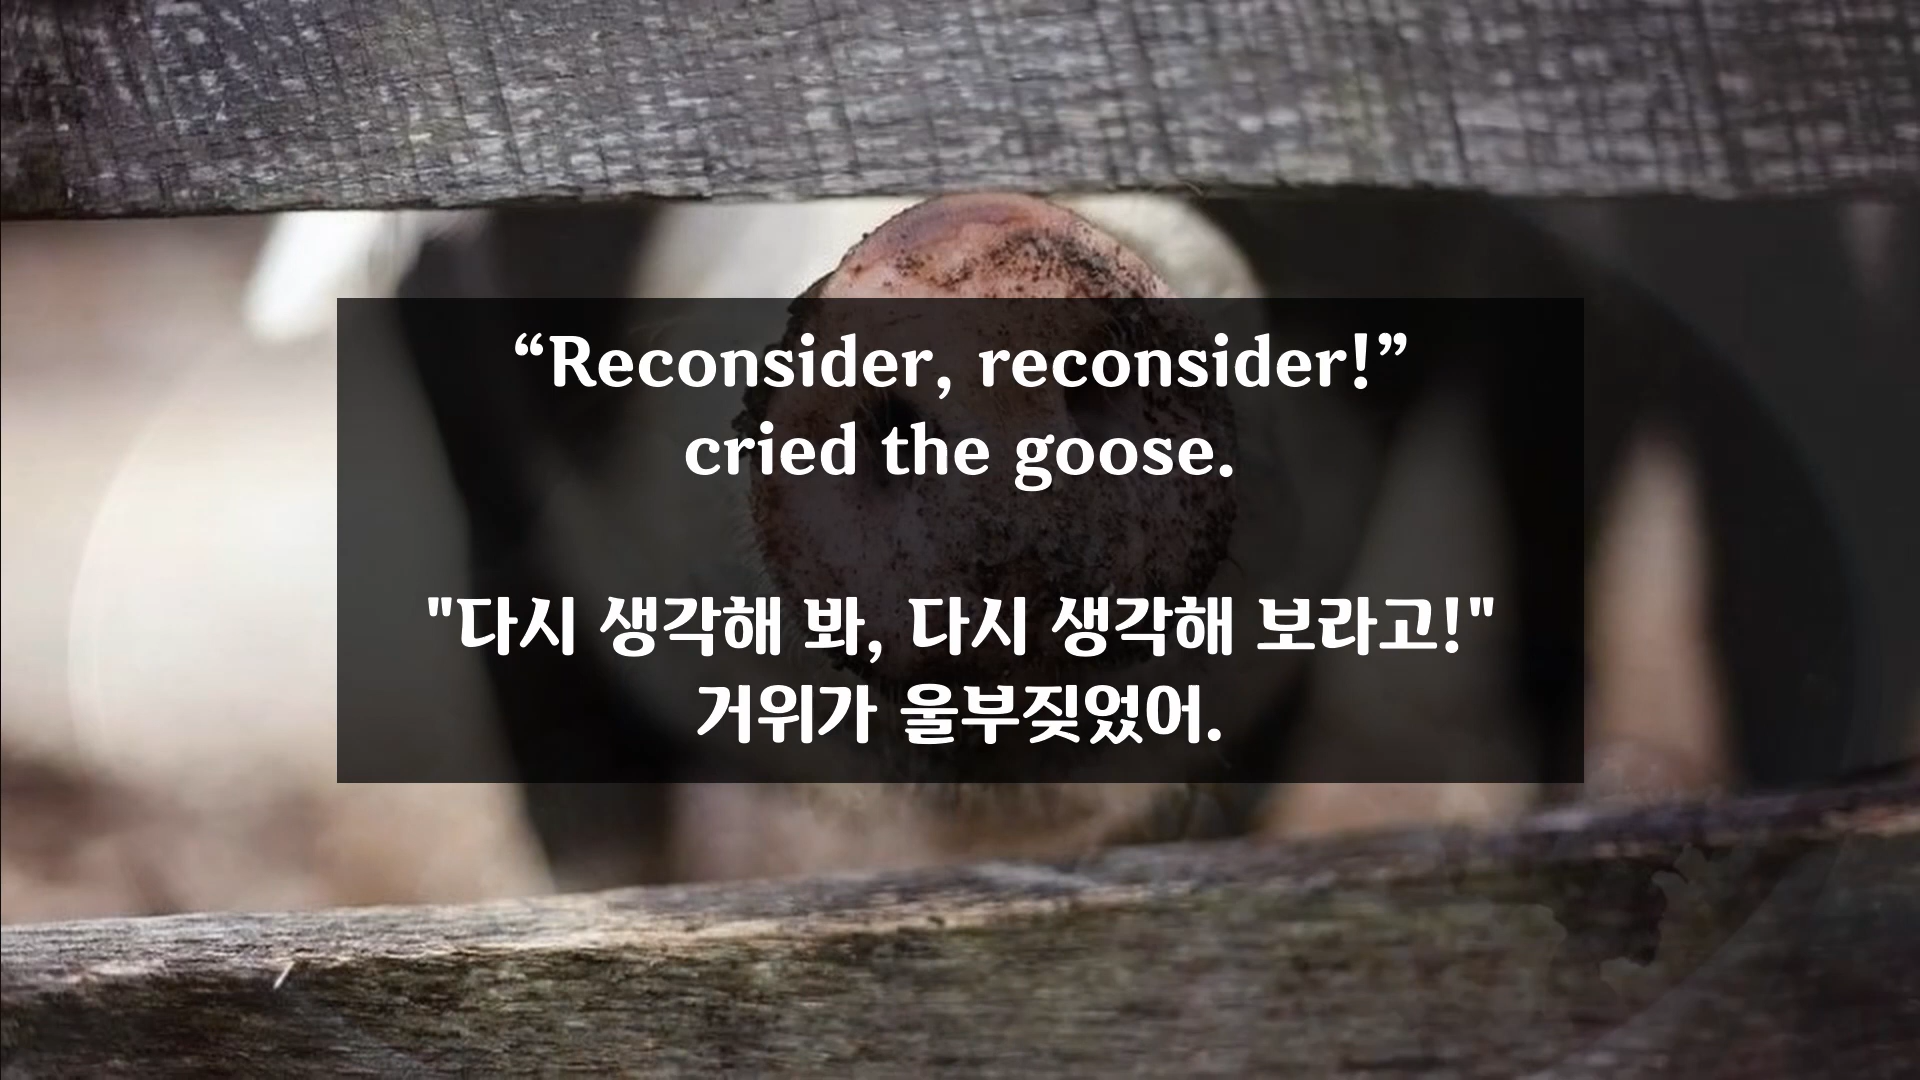 “Reconsider, reconsider!”
cried the goose.
"다시 생각해 봐, 다시 생각해 보라고!"
거위가 울부짖었어.